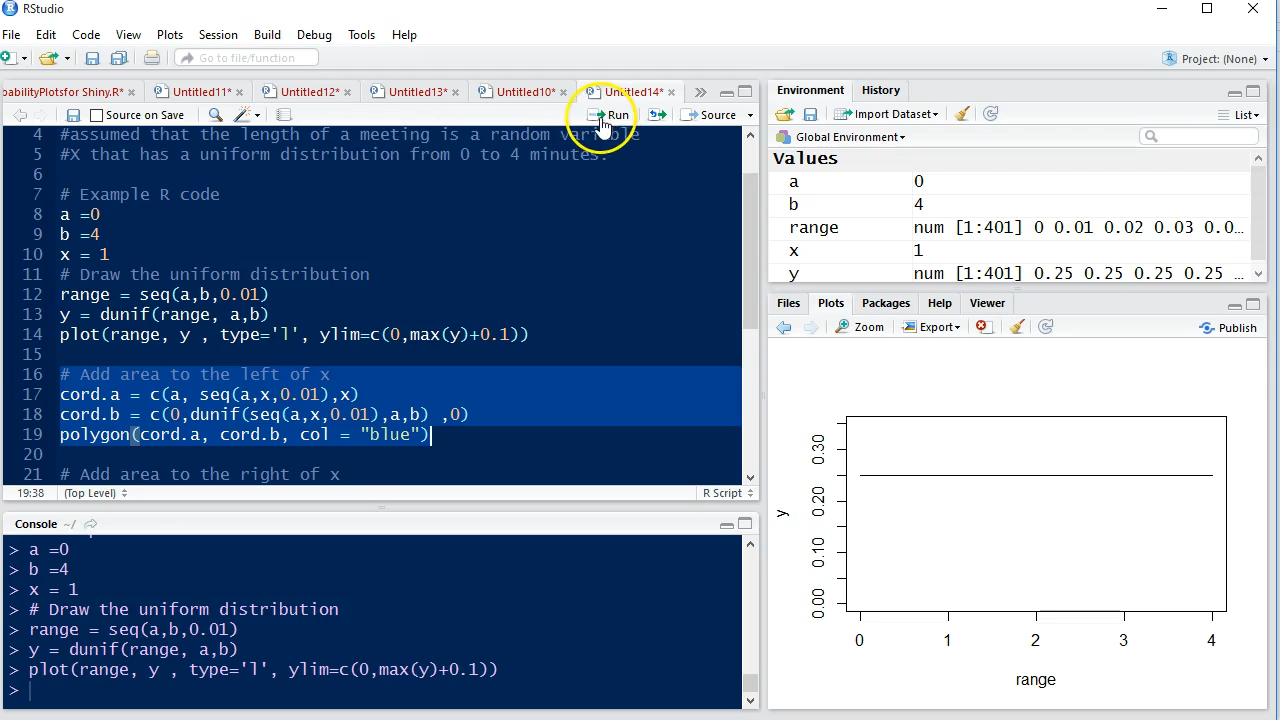 RStudio
File Edit Code View Plots Session Build Debug Tools Help
Go to file/function Project: (None)
babilityPlotsfor Shiny.R* Untitled11* Untitled12* Untitled13* Untitled10* Untitled14*
Source on Save Run Source
4 #assumed that the length of a meeting is a random variable
5 #X that has a uniform distribution from 0 to 4 minutes.
6
7 # Example R code
8 a =0
9 b =4
10 x = 1
11 # Draw the uniform distribution
12 range = seq(a,b,0.01)
13 y = dunif(range, a,b)
14 plot(range, y , type='l', ylim=c(0,max(y)+0.1))
15
16 # Add area to the left of x
17 cord.a = c(a, seq(a,x,0.01),x)
18 cord.b = c(0,dunif(seq(a,x,0.01),a,b) ,0)
19 polygon(cord.a, cord.b, col = "blue")
20
21 # Add area to the right of x
19:38 (Top Level) R Script
Console ~/
> a =0
> b =4
> x = 1
> # Draw the uniform distribution
> range = seq(a,b,0.01)
> y = dunif(range, a,b)
> plot(range, y , type='l', ylim=c(0,max(y)+0.1))
>
Environment History
Import Dataset List
Global Environment
Values
a 0
b 4
range num [1:401] 0 0.01 0.02 0.03 0.0...
x 1
y num [1:401] 0.25 0.25 0.25 0.25 ...
Files Plots Packages Help Viewer
Zoom Export Publish
0.30
0.20
0.10
0.00
y
0 1 2 3 4
range